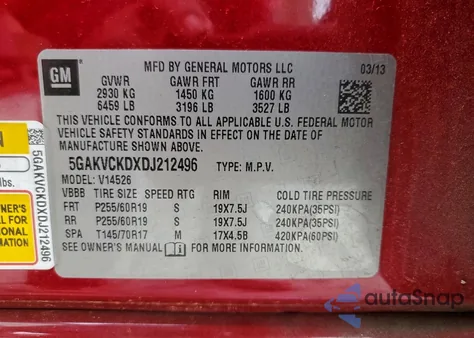 GM
MFD BY GENERAL MOTORS LLC 03/13
GVWR GAWR FRT GAWR RR
2930 KG 1450 KG 1600 KG
6459 LB 3196 LB 3527 LB
THIS VEHICLE CONFORMS TO ALL APPLICABLE U.S. FEDERAL MOTOR
VEHICLE SAFETY STANDARDS IN EFFECT ON THE DATE OF
MANUFACTURE SHOWN ABOVE.
5GAKVCKDXDJ212496 TYPE: M.P.V.
MODEL: V14526
VBBB TIRE SIZE SPEED RTG RIM COLD TIRE PRESSURE
FRT P255/60R19 S 19X7.5J 240KPA(35PSI)
RR P255/60R19 S 19X7.5J 240KPA(35PSI)
SPA T145/70R17 M 17X4.5B 420KPA(60PSI)
SEE OWNER'S MANUAL FOR MORE INFORMATION.
5GAKVCKDXDJ212496
lbs.
OWNER'S
FOR
autoSnap